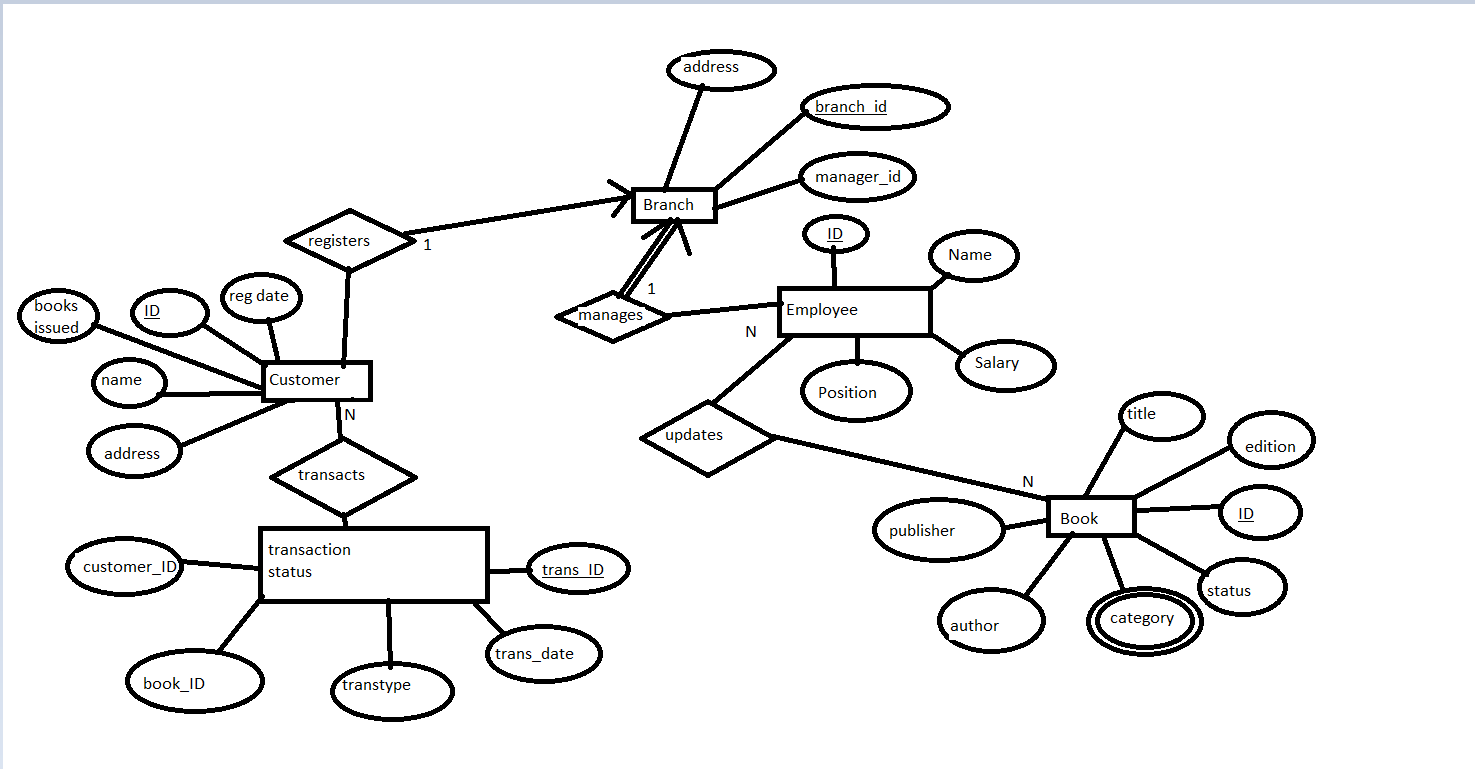 address
branch_id
manager_id
Branch
ID
registers
1
Name
books
issued
ID
reg date
1
manages
Employee
N
Salary
name
Customer
Position
N
title
address
updates
edition
transacts
N
publisher
Book
ID
transaction
status
customer_ID
trans_ID
status
author
category
trans_date
book_ID
transtype